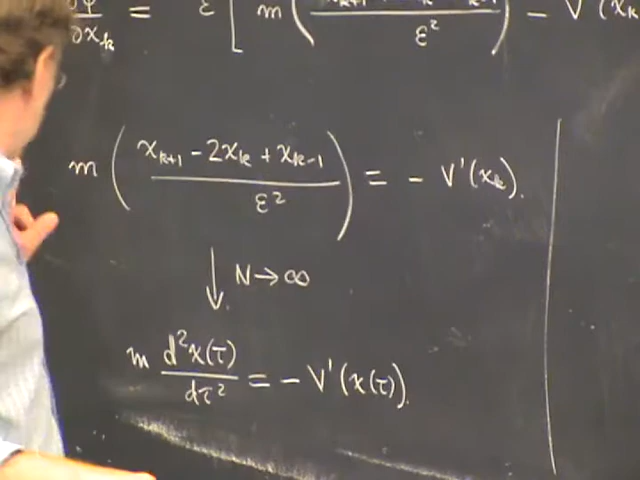 ∂φ/∂x_k = ε [ m ( / ε² ) − V'(x_k
m ( (x_{k+1} − 2x_k + x_{k−1}) / ε² ) = − V'(x_k).
↓ N → ∞
m d²x(τ)/dτ² = − V'(x(τ)).